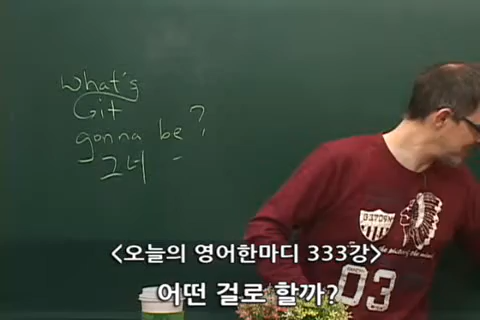 what's
it
gonna be?
그녀
<오늘의 영어한마디 333강>
어떤 걸로 할까?
03